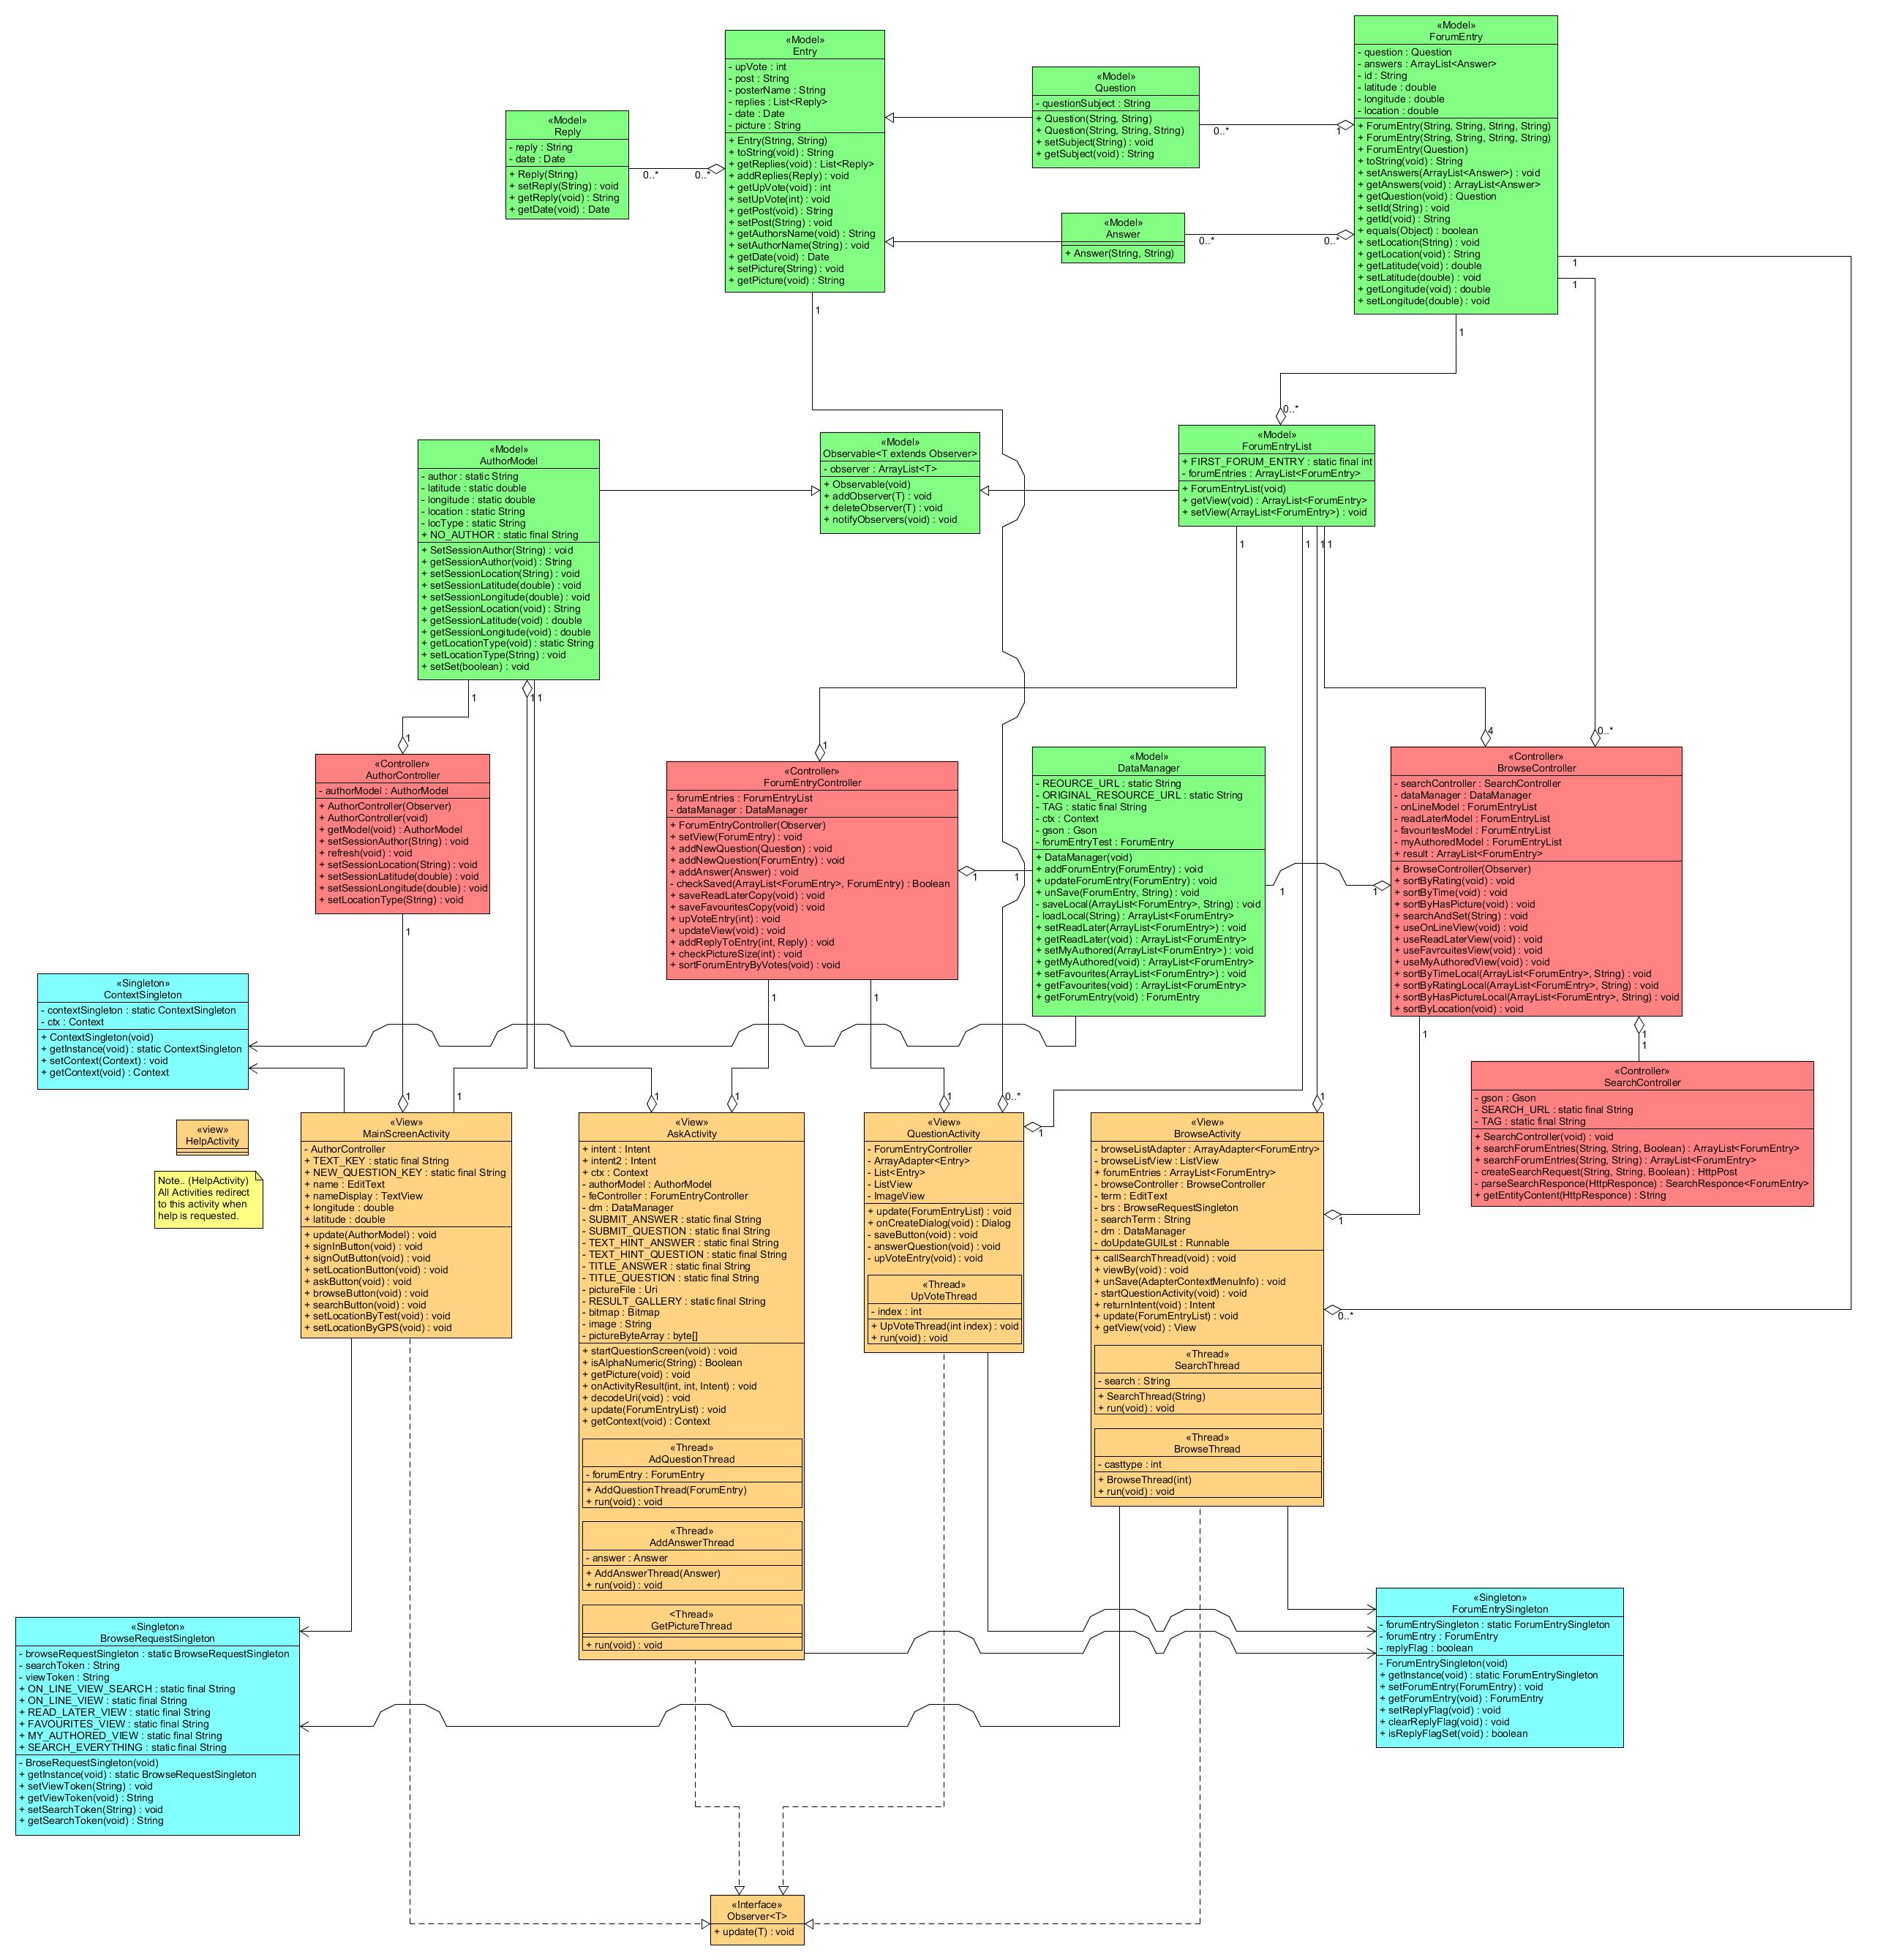 «Model»
Entry
- upVote : int
- post : String
- posterName : String
- replies : List<Reply>
- date : Date
- picture : String
+ Entry(String, String)
+ toString(void) : String
+ getReplies(void) : List<Reply>
+ addReplies(Reply) : void
+ getUpVote(void) : int
+ setUpVote(int) : void
+ getPost(void) : String
+ setPost(String) : void
+ getAuthorsName(void) : String
+ setAuthorName(String) : void
+ getDate(void) : Date
+ setPicture(String) : void
+ getPicture(void) : String
1
«Model»
Reply
- reply : String
- date : Date
+ Reply(String)
+ setReply(String) : void
+ getReply(void) : String
+ getDate(void) : Date
0..*
0..*
«Model»
Question
- questionSubject : String
+ Question(String, String)
+ Question(String, String, String)
+ setSubject(String) : void
+ getSubject(void) : String
0..*
1
«Model»
Answer
+ Answer(String, String)
0..*
0..*
«Model»
ForumEntry
- question : Question
- answers : ArrayList<Answer>
- id : String
- latitude : double
- longitude : double
- location : double
+ ForumEntry(String, String, String, String)
+ ForumEntry(String, String, String, String)
+ ForumEntry(Question)
+ toString(void) : String
+ setAnswers(ArrayList<Answer>) : void
+ getAnswers(void) : ArrayList<Answer>
+ getQuestion(void) : Question
+ setId(String) : void
+ getId(void) : String
+ equals(Object) : boolean
+ setLocation(String) : void
+ getLocation(void) : String
+ getLatitude(void) : double
+ setLatitude(double) : void
+ getLongitude(void) : double
+ setLongitude(double) : void
1
1
1
0..*
«Model»
AuthorModel
- author : static String
- latitude : static double
- longitude : static double
- location : static String
- locType : static String
+ NO_AUTHOR : static final String
+ SetSessionAuthor(String) : void
+ getSessionAuthor(void) : String
+ setSessionLocation(String) : void
+ setSessionLatitude(double) : void
+ setSessionLongitude(double) : void
+ getSessionLocation(void) : String
+ getSessionLatitude(void) : double
+ getSessionLongitude(void) : double
+ getLocationType(void) : static String
+ setLocationType(String) : void
+ setSet(boolean) : void
1
1
1
«Model»
Observable<T extends Observer>
- observer : ArrayList<T>
+ Observable(void)
+ addObserver(T) : void
+ deleteObserver(T) : void
+ notifyObservers(void) : void
«Model»
ForumEntryList
+ FIRST_FORUM_ENTRY : static final int
- forumEntries : ArrayList<ForumEntry>
+ ForumEntryList(void)
+ getView(void) : ArrayList<ForumEntry>
+ setView(ArrayList<ForumEntry>) : void
1
1
1
1
1
1
4
0..*
«Controller»
AuthorController
- authorModel : AuthorModel
+ AuthorController(Observer)
+ AuthorController(void)
+ getModel(void) : AuthorModel
+ setSessionAuthor(String) : void
+ refresh(void) : void
+ setSessionLocation(String) : void
+ setSessionLatitude(double) : void
+ setSessionLongitude(double) : void
+ setLocationType(String) : void
1
«Controller»
ForumEntryController
- forumEntries : ForumEntryList
- dataManager : DataManager
+ ForumEntryController(Observer)
+ setView(ForumEntry) : void
+ addNewQuestion(Question) : void
+ addNewQuestion(ForumEntry) : void
+ addAnswer(Answer) : void
- checkSaved(ArrayList<ForumEntry>, ForumEntry) : Boolean
+ saveReadLaterCopy(void) : void
+ saveFavouritesCopy(void) : void
+ upVoteEntry(int) : void
+ updateView(void) : void
+ addReplyToEntry(int, Reply) : void
+ checkPictureSize(int) : void
+ sortForumEntryByVotes(void) : void
1
1
1
1
«Model»
DataManager
- REOURCE_URL : static String
- ORIGINAL_RESOURCE_URL : static String
- TAG : static final String
- ctx : Context
- gson : Gson
- forumEntryTest : ForumEntry
+ DataManager(void)
+ addForumEntry(ForumEntry) : void
+ updateForumEntry(ForumEntry) : void
+ unSave(ForumEntry, String) : void
- saveLocal(ArrayList<ForumEntry>, String) : void
- loadLocal(String) : ArrayList<ForumEntry>
+ setReadLater(ArrayList<ForumEntry>) : void
+ getReadLater(void) : ArrayList<ForumEntry>
+ setMyAuthored(ArrayList<ForumEntry>) : void
+ getMyAuthored(void) : ArrayList<ForumEntry>
+ setFavourites(ArrayList<ForumEntry>) : void
+ getFavourites(void) : ArrayList<ForumEntry>
+ getForumEntry(void) : ForumEntry
1
1
«Controller»
BrowseController
- searchController : SearchController
- dataManager : DataManager
- onLineModel : ForumEntryList
- readLaterModel : ForumEntryList
- favouritesModel : ForumEntryList
- myAuthoredModel : ForumEntryList
+ result : ArrayList<ForumEntry>
+ BrowseController(Observer)
+ sortByRating(void) : void
+ sortByTime(void) : void
+ sortByHasPicture(void) : void
+ searchAndSet(String) : void
+ useOnLineView(void) : void
+ useReadLaterView(void) : void
+ useFavrouitesView(void) : void
+ useMyAuthoredView(void) : void
+ sortByTimeLocal(ArrayList<ForumEntry>, String) : void
+ sortByRatingLocal(ArrayList<ForumEntry>, String) : void
+ sortByHasPictureLocal(ArrayList<ForumEntry>, String) : void
+ sortByLocation(void) : void
1
1
1
«Controller»
SearchController
- gson : Gson
- SEARCH_URL : static final String
- TAG : static final String
+ SearchController(void) : void
+ searchForumEntries(String, String, Boolean) : ArrayList<ForumEntry>
+ searchForumEntries(String, String) : ArrayList<ForumEntry>
- createSearchRequest(String, String, Boolean) : HttpPost
- parseSearchResponce(HttpResponce) : SearchResponce<ForumEntry>
+ getEntityContent(HttpResponce) : String
«Singleton»
ContextSingleton
- contextSingleton : static ContextSingleton
- ctx : Context
+ ContextSingleton(void)
+ getInstance(void) : static ContextSingleton
+ setContext(Context) : void
+ getContext(void) : Context
«view»
HelpActivity
Note.. (HelpActivity)
All Activities redirect
to this activity when
help is requested.
1
1
«View»
MainScreenActivity
- AuthorController
+ TEXT_KEY : static final String
+ NEW_QUESTION_KEY : static final String
+ name : EditText
+ nameDisplay : TextView
+ longitude : double
+ latitude : double
+ update(AuthorModel) : void
+ signInButton(void) : void
+ signOutButton(void) : void
+ setLocationButton(void) : void
+ askButton(void) : void
+ browseButton(void) : void
+ searchButton(void) : void
+ setLocationByTest(void) : void
+ setLocationByGPS(void) : void
1
1
«View»
AskActivity
+ intent : Intent
+ intent2 : Intent
+ ctx : Context
- authorModel : AuthorModel
- feController : ForumEntryController
- dm : DataManager
- SUBMIT_ANSWER : static final String
- SUBMIT_QUESTION : static final String
- TEXT_HINT_ANSWER : static final String
- TEXT_HINT_QUESTION : static final String
- TITLE_ANSWER : static final String
- TITLE_QUESTION : static final String
- pictureFile : Uri
- RESULT_GALLERY : static final String
- bitmap : Bitmap
- image : String
- pictureByteArray : byte[]
+ startQuestionScreen(void) : void
+ isAlphaNumeric(String) : Boolean
+ getPicture(void) : void
+ onActivityResult(int, int, Intent) : void
+ decodeUri(void) : void
+ update(ForumEntryList) : void
+ getContext(void) : Context
«Thread»
AdQuestionThread
- forumEntry : ForumEntry
+ AddQuestionThread(ForumEntry)
+ run(void) : void
«Thread»
AddAnswerThread
- answer : Answer
+ AddAnswerThread(Answer)
+ run(void) : void
<Thread»
GetPictureThread
+ run(void) : void
1
0..*
1
«View»
QuestionActivity
- ForumEntryController
- ArrayAdapter<Entry>
- List<Entry>
- ListView
- ImageView
+ update(ForumEntryList) : void
+ onCreateDialog(void) : Dialog
+ saveButton(void) : void
- answerQuestion(void) : void
- upVoteEntry(void) : void
«Thread»
UpVoteThread
- index : int
+ UpVoteThread(int index) : void
+ run(void) : void
1
1
0..*
«View»
BrowseActivity
- browseListAdapter : ArrayAdapter<ForumEntry>
- browseListView : ListView
+ forumEntries : ArrayList<ForumEntry>
- browseController : BrowseController
- term : EditText
- brs : BrowseRequestSingleton
- searchTerm : String
- dm : DataManager
- doUpdateGUILst : Runnable
+ callSearchThread(void) : void
+ viewBy(void) : void
+ unSave(AdapterContextMenuInfo) : void
- startQuestionActivity(void) : void
+ returnIntent(void) : Intent
+ update(ForumEntryList) : void
+ getView(void) : View
«Thread»
SearchThread
- search : String
+ SearchThread(String)
+ run(void) : void
«Thread»
BrowseThread
- casttype : int
+ BrowseThread(int)
+ run(void) : void
«Singleton»
BrowseRequestSingleton
- browseRequestSingleton : static BrowseRequestSingleton
- searchToken : String
- viewToken : String
+ ON_LINE_VIEW_SEARCH : static final String
+ ON_LINE_VIEW : static final String
+ READ_LATER_VIEW : static final String
+ FAVOURITES_VIEW : static final String
+ MY_AUTHORED_VIEW : static final String
+ SEARCH_EVERYTHING : static final String
- BroseRequestSingleton(void)
+ getInstance(void) : static BrowseRequestSingleton
+ setViewToken(String) : void
+ getViewToken(void) : String
+ setSearchToken(String) : void
+ getSearchToken(void) : String
«Singleton»
ForumEntrySingleton
- forumEntrySingleton : static ForumEntrySingleton
- forumEntry : ForumEntry
- replyFlag : boolean
- ForumEntrySingleton(void)
+ getInstance(void) : static ForumEntrySingleton
+ setForumEntry(ForumEntry) : void
+ getForumEntry(void) : ForumEntry
+ setReplyFlag(void) : void
+ clearReplyFlag(void) : void
+ isReplyFlagSet(void) : boolean
«Interface»
Observer<T>
+ update(T) : void